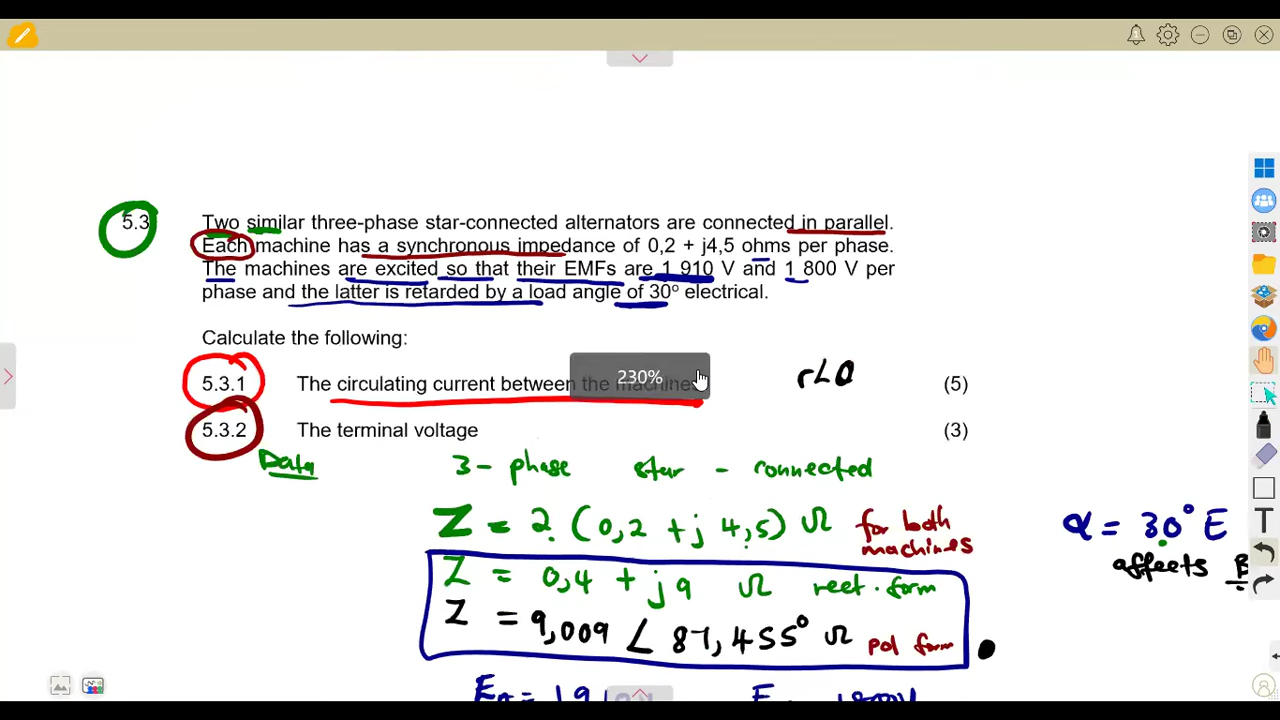 5.3 Two similar three-phase star-connected alternators are connected in parallel.
Each machine has a synchronous impedance of 0,2 + j4,5 ohms per phase.
The machines are excited so that their EMFs are 1 910 V and 1 800 V per
phase and the latter is retarded by a load angle of 30° electrical.
Calculate the following:
5.3.1 The circulating current between the machines (5)
230%
r∠θ
5.3.2 The terminal voltage (3)
Data 3 - phase star - connected
Z = 2 (0,2 + j 4,5) Ω for both machines
α = 30° E
affects
Z = 0,4 + j 9 Ω rect. form
Z = 9,009 ∠ 87,455° Ω pol form
T